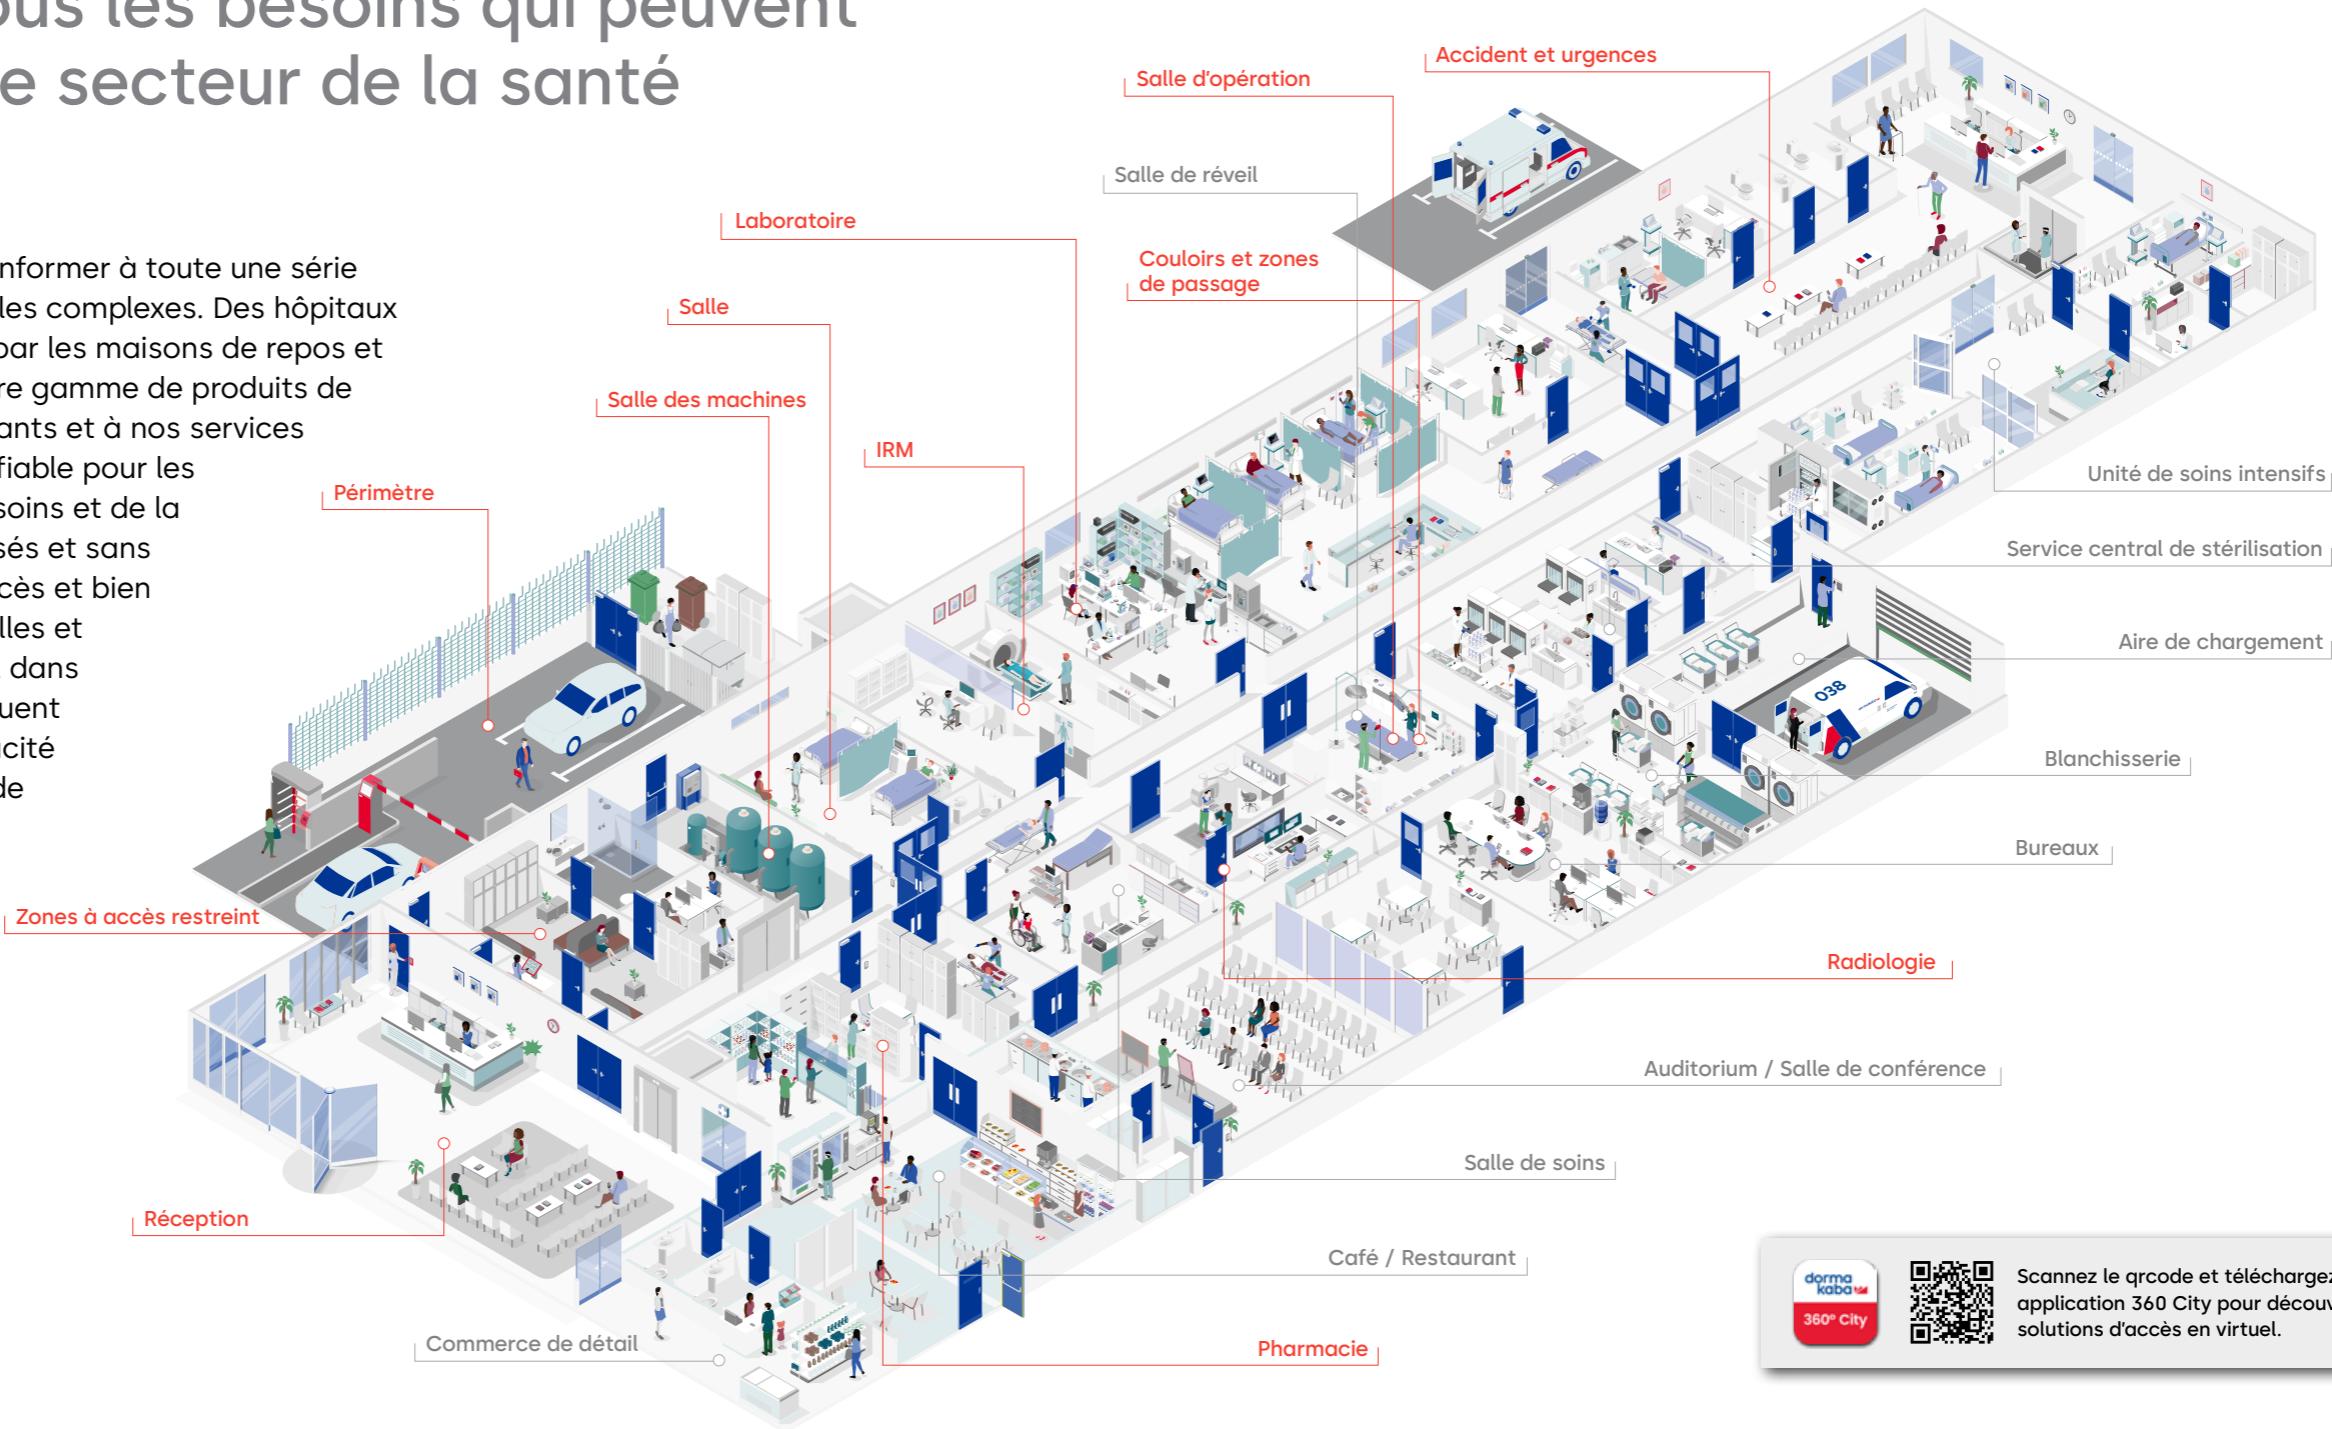 ous les besoins qui peuvent
e secteur de la santé
nformer à toute une série
les complexes. Des hôpitaux
par les maisons de repos et
re gamme de produits de
ants et à nos services
fiable pour les
soins et de la
sés et sans
cès et bien
lles et
dans
uent
cité
de
Accident et urgences
Salle d'opération
Salle de réveil
Laboratoire
Couloirs et zones
de passage
Salle
Salle des machines
IRM
Périmètre
Unité de soins intensifs
Service central de stérilisation
Aire de chargement
038
Blanchisserie
Bureaux
Zones à accès restreint
Radiologie
Auditorium / Salle de conférence
Salle de soins
Réception
Café / Restaurant
Commerce de détail
Pharmacie
dorma
kaba
360° City
Scannez le qrcode et téléchargez
application 360 City pour découv
solutions d'accès en virtuel.